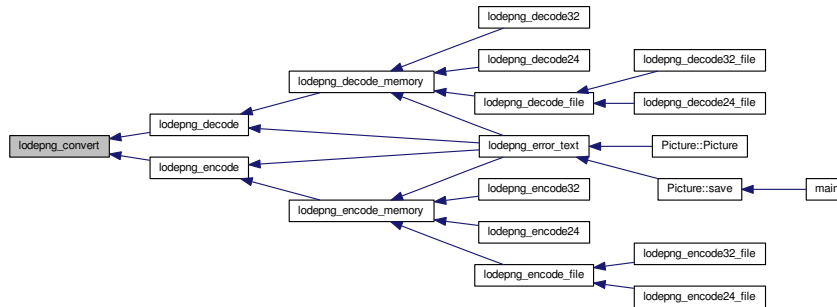 lodepng_decode32
lodepng_decode24
lodepng_decode32_file
lodepng_decode_memory
lodepng_decode_file
lodepng_decode24_file
lodepng_decode
lodepng_convert
lodepng_error_text
Picture::Picture
lodepng_encode
Picture::save
main
lodepng_encode32
lodepng_encode_memory
lodepng_encode24
lodepng_encode32_file
lodepng_encode_file
lodepng_encode24_file